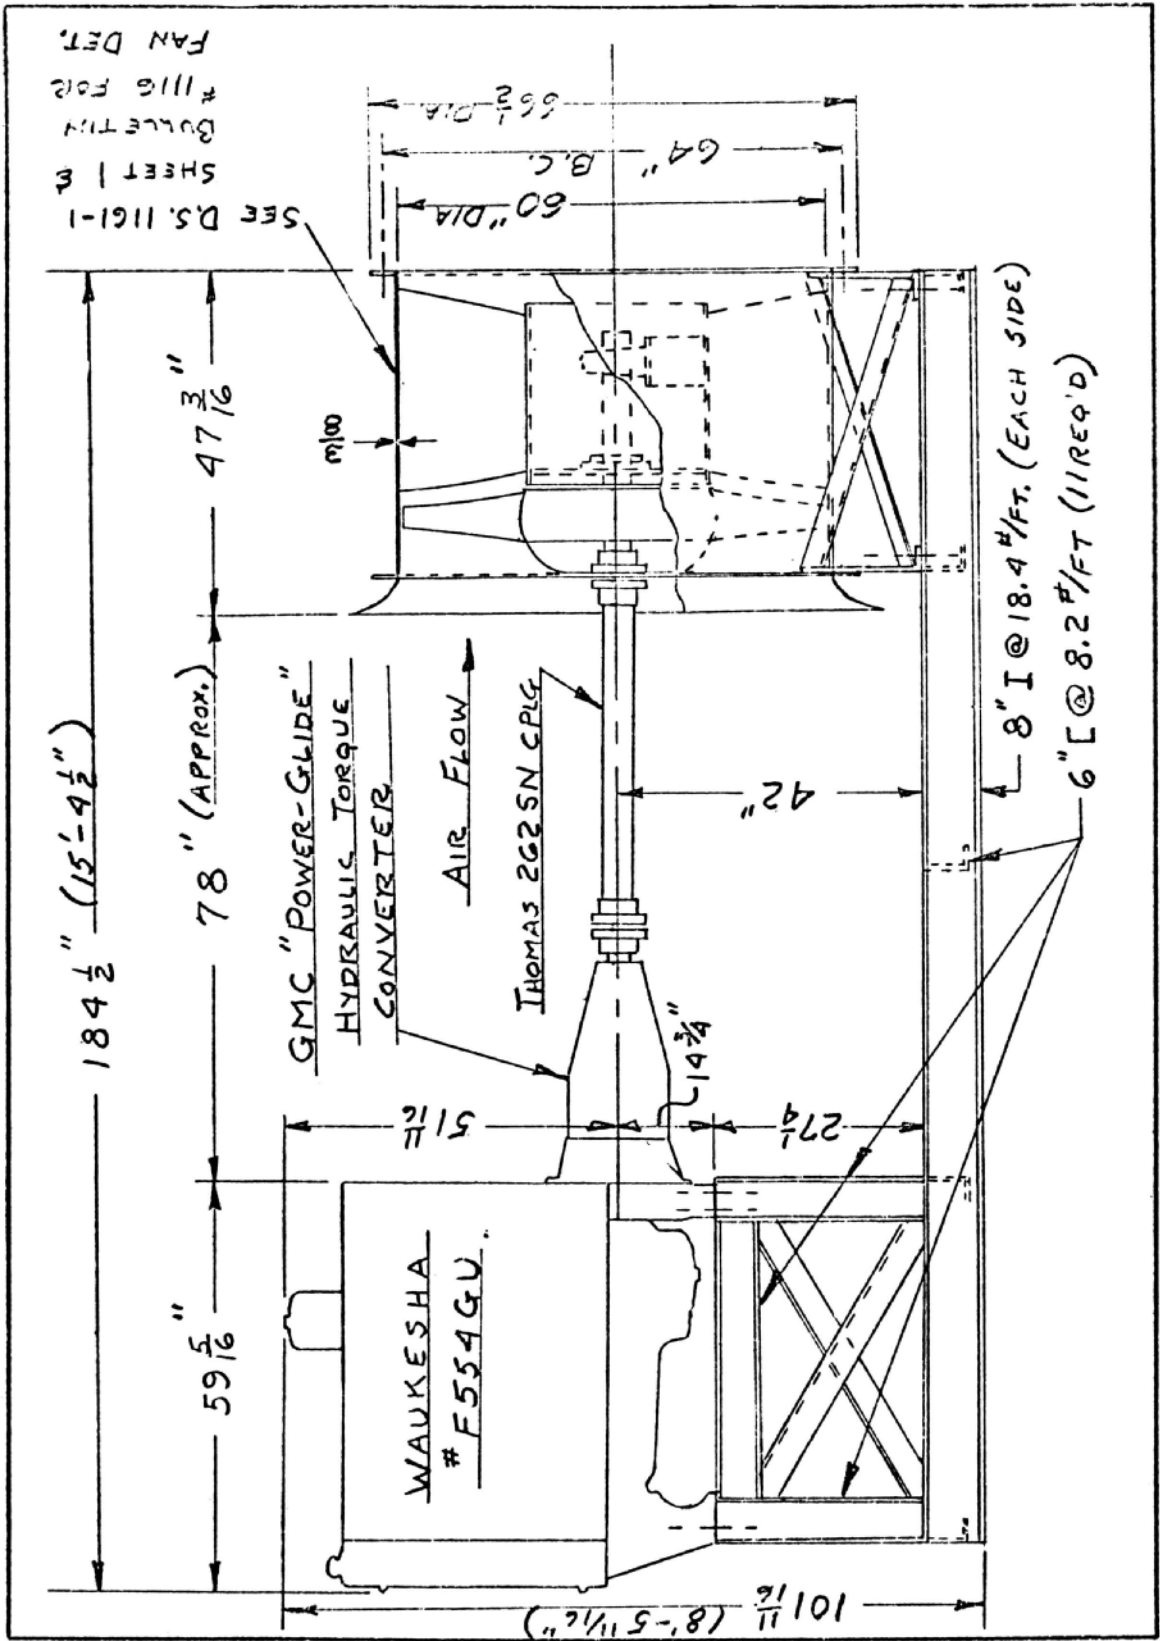 184 1/2" (15'-4 1/2")
59 5/16"
78" (APPROX.)
47 3/16"
SEE D.S. 1161-1
SHEET 1 &
BULLETIN
#1116 FOR
FAN DET.
3/8
60" DIA
64" B.C.
66 1/2 DIA.
GMC "POWER-GLIDE"
HYDRAULIC TORQUE
CONVERTER
AIR FLOW
THOMAS 262 SN CPLG
WAUKESHA
# F554GU.
51 11/16
14 3/4"
27 1/4
42"
101 11/16
(8'-5 11/16")
8" I @ 18.4 #/FT. (EACH SIDE)
6" [ @ 8.2 #/FT (11 REQ'D)